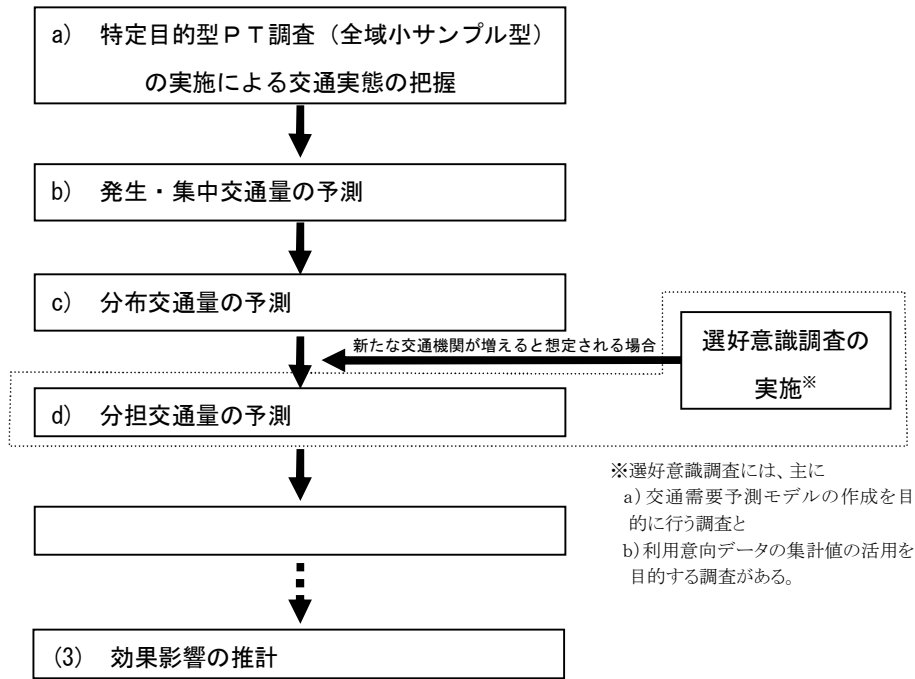 a) 特定目的型ＰＴ調査（全域小サンプル型）
の実施による交通実態の把握
b) 発生・集中交通量の予測
c) 分布交通量の予測
新たな交通機関が増えると想定される場合
選好意識調査の
実施※
d) 分担交通量の予測
※選好意識調査には、主に
a)交通需要予測モデルの作成を目
的に行う調査と
b)利用意向データの集計値の活用を
目的する調査がある。
(3) 効果影響の推計